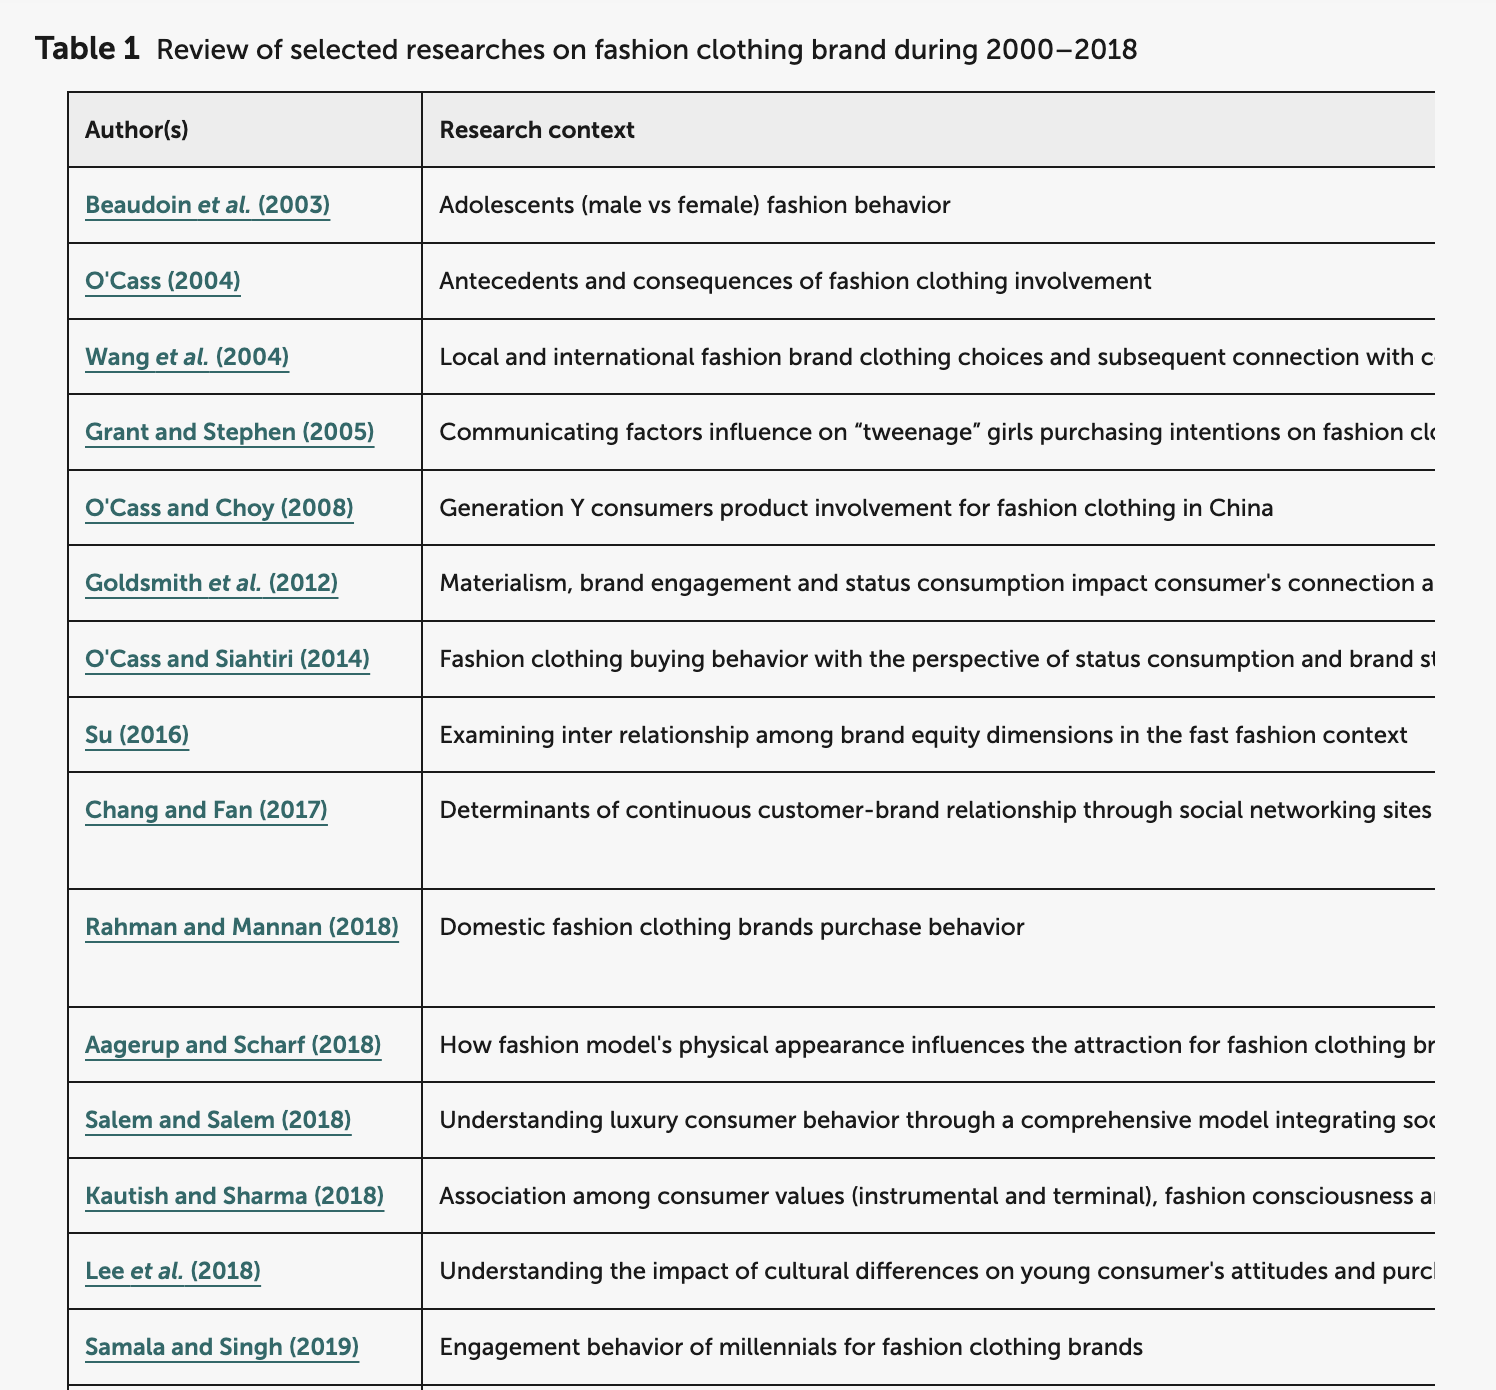 Table 1 Review of selected researches on fashion clothing brand during 2000–2018
Author(s) Research context
Beaudoin et al. (2003) Adolescents (male vs female) fashion behavior
O'Cass (2004) Antecedents and consequences of fashion clothing involvement
Wang et al. (2004) Local and international fashion brand clothing choices and subsequent connection with
Grant and Stephen (2005) Communicating factors influence on “tweenage” girls purchasing intentions on fashion
O'Cass and Choy (2008) Generation Y consumers product involvement for fashion clothing in China
Goldsmith et al. (2012) Materialism, brand engagement and status consumption impact consumer's connection
O'Cass and Siahtiri (2014) Fashion clothing buying behavior with the perspective of status consumption and brand
Su (2016) Examining inter relationship among brand equity dimensions in the fast fashion context
Chang and Fan (2017) Determinants of continuous customer-brand relationship through social networking sites
Rahman and Mannan (2018) Domestic fashion clothing brands purchase behavior
Aagerup and Scharf (2018) How fashion model's physical appearance influences the attraction for fashion clothing
Salem and Salem (2018) Understanding luxury consumer behavior through a comprehensive model integrating
Kautish and Sharma (2018) Association among consumer values (instrumental and terminal), fashion consciousness
Lee et al. (2018) Understanding the impact of cultural differences on young consumer's attitudes and
Samala and Singh (2019) Engagement behavior of millennials for fashion clothing brands